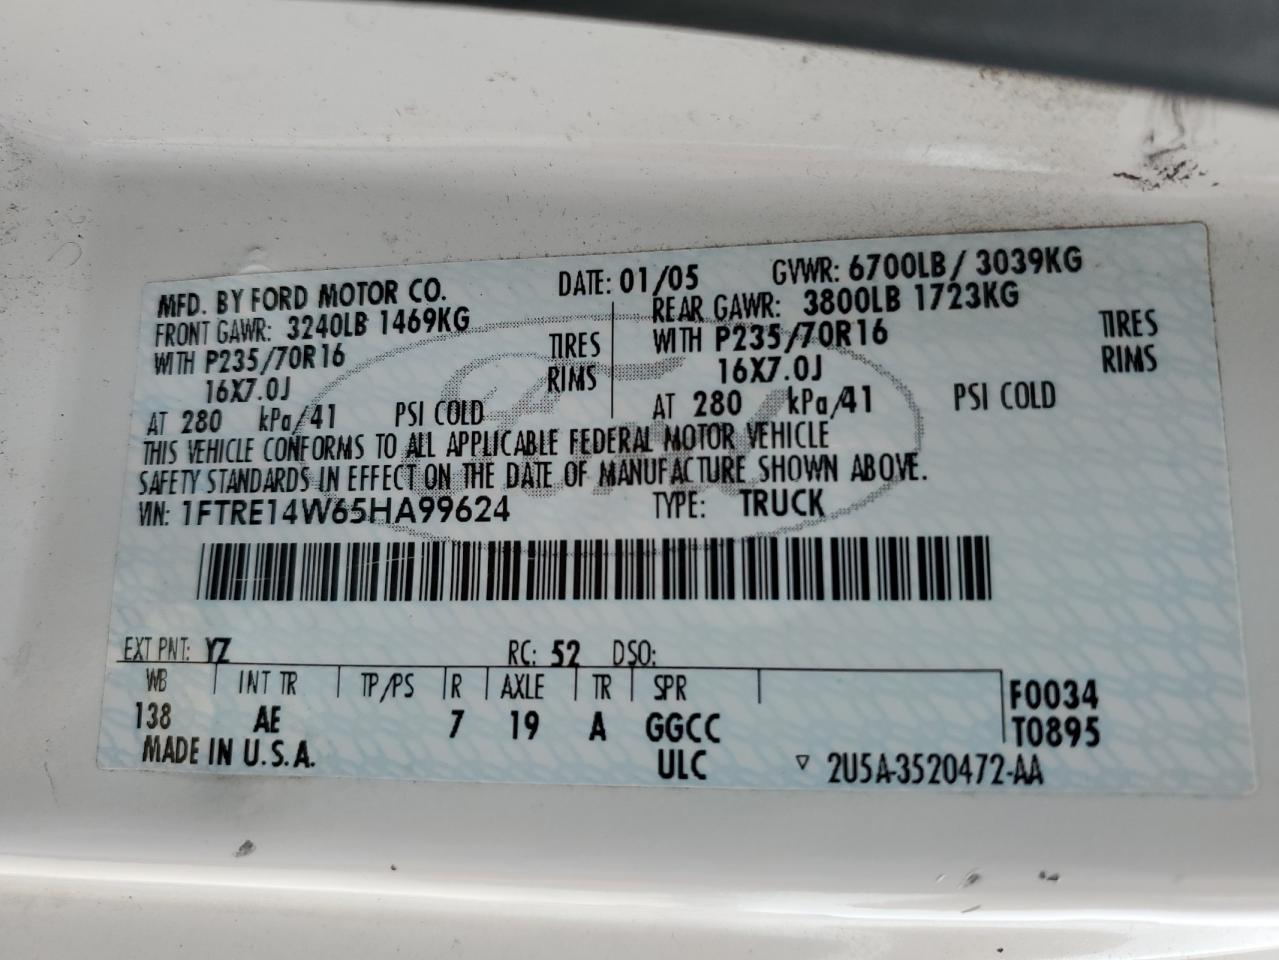 MFD. BY FORD MOTOR CO. DATE: 01/05 GVWR: 6700LB / 3039KG
FRONT GAWR: 3240LB 1469KG REAR GAWR: 3800LB 1723KG
WITH P235/70R16 TIRES WITH P235/70R16 TIRES
16X7.0J RIMS 16X7.0J RIMS
AT 280 kPa/41 PSI COLD AT 280 kPa/41 PSI COLD
THIS VEHICLE CONFORMS TO ALL APPLICABLE FEDERAL MOTOR VEHICLE
SAFETY STANDARDS IN EFFECT ON THE DATE OF MANUFACTURE SHOWN ABOVE.
VIN: 1FTRE14W65HA99624 TYPE: TRUCK
EXT PNT: YZ RC: 52 DSO:
WB INT TR TP/PS R AXLE TR SPR F0034
138 AE 7 19 A GGCC T0895
MADE IN U.S.A. ULC ▽ 2U5A-3520472-AA
Ford